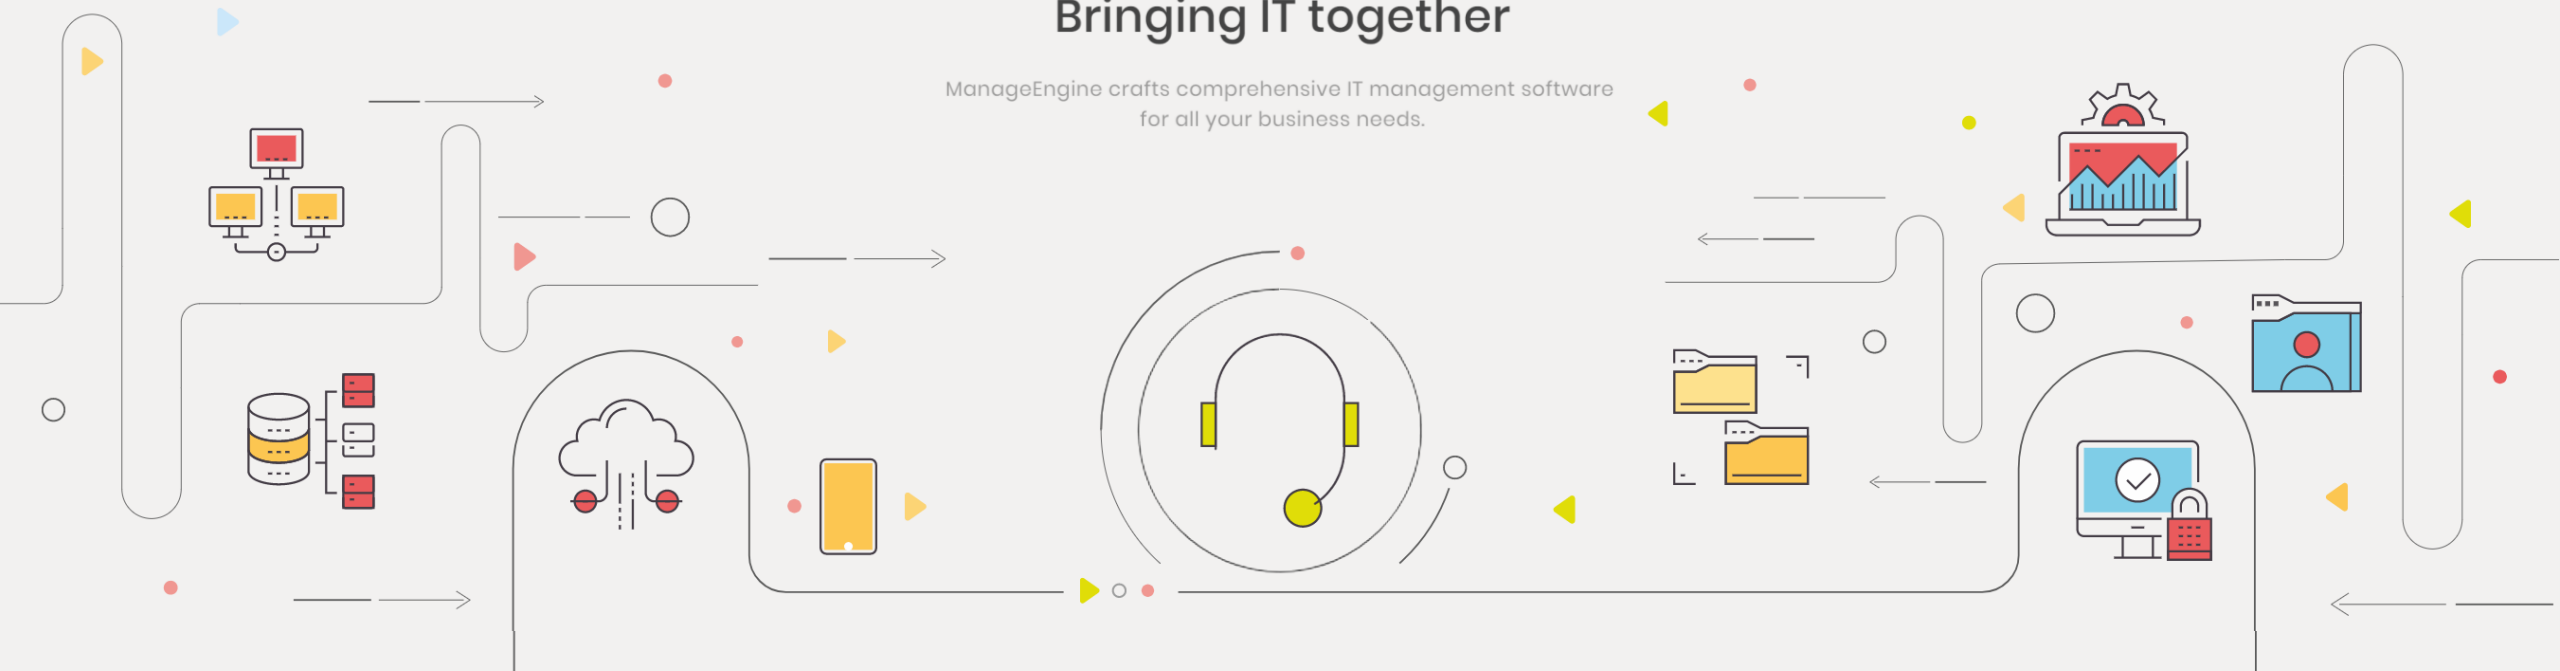 Bringing IT together
ManageEngine crafts comprehensive IT management software
for all your business needs.